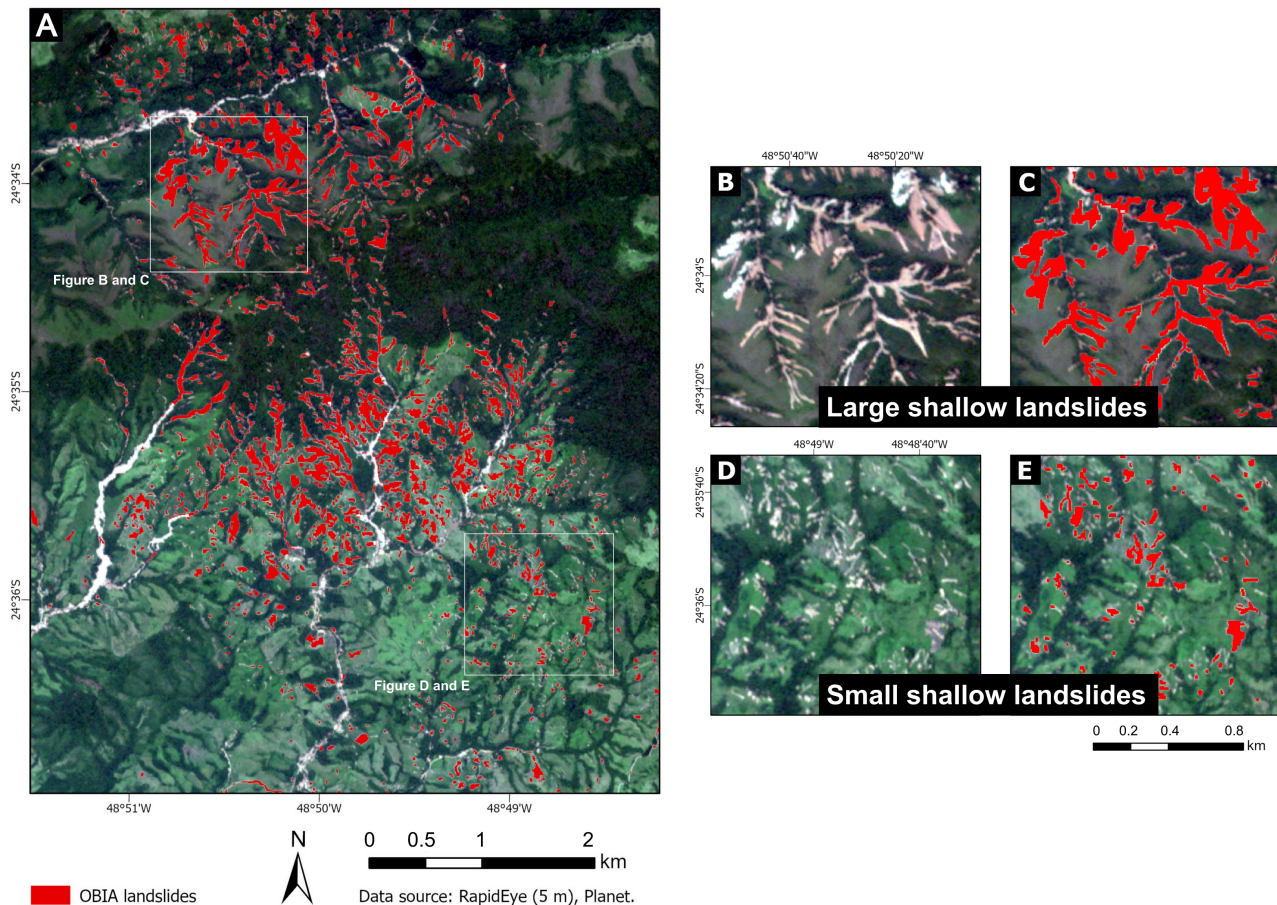 A
24°34'S
24°35'S
24°36'S
Figure B and C
Figure D and E
48°51'W
48°50'W
48°49'W
N
0 0.5 1 2
km
OBIA landslides
Data source: RapidEye (5 m), Planet.
48°50'40"W 48°50'20"W
B
C
24°34'S
24°34'20"S
Large shallow landslides
48°49'W 48°48'40"W
D
E
24°35'40"S
24°36'S
Small shallow landslides
0 0.2 0.4 0.8
km